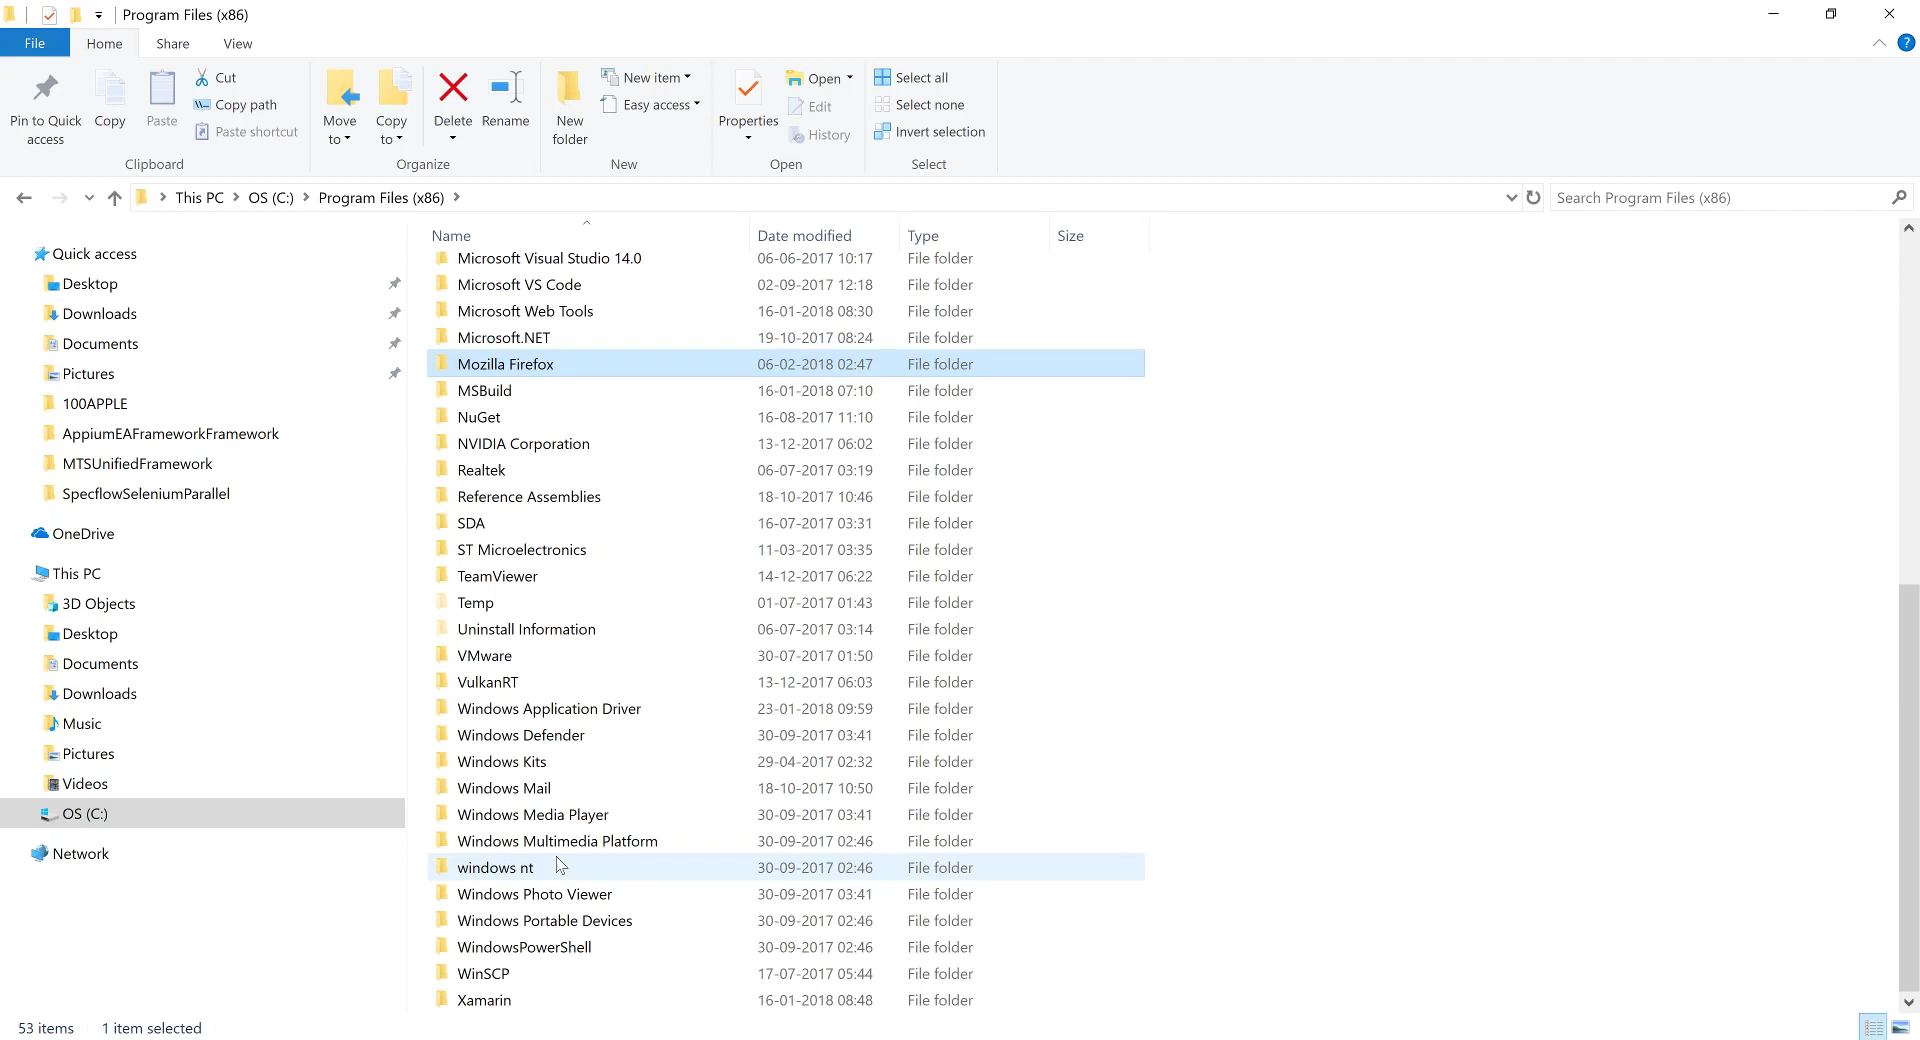 Program Files (x86)
File Home Share View
?
Pin to Quick access
Copy
Paste
Cut
Copy path
Paste shortcut
Clipboard
Move to
Copy to
Delete
Rename
Organize
New folder
New item
Easy access
New
Properties
Open
Edit
History
Open
Select all
Select none
Invert selection
Select
This PC > OS (C:) > Program Files (x86) >
Search Program Files (x86)
Quick access
Desktop
Downloads
Documents
Pictures
100APPLE
AppiumEAFrameworkFramework
MTSUnifiedFramework
SpecflowSeleniumParallel
OneDrive
This PC
3D Objects
Desktop
Documents
Downloads
Music
Pictures
Videos
OS (C:)
Network
Name Date modified Type Size
Microsoft Visual Studio 14.0 06-06-2017 10:17 File folder
Microsoft VS Code 02-09-2017 12:18 File folder
Microsoft Web Tools 16-01-2018 08:30 File folder
Microsoft.NET 19-10-2017 08:24 File folder
Mozilla Firefox 06-02-2018 02:47 File folder
MSBuild 16-01-2018 07:10 File folder
NuGet 16-08-2017 11:10 File folder
NVIDIA Corporation 13-12-2017 06:02 File folder
Realtek 06-07-2017 03:19 File folder
Reference Assemblies 18-10-2017 10:46 File folder
SDA 16-07-2017 03:31 File folder
ST Microelectronics 11-03-2017 03:35 File folder
TeamViewer 14-12-2017 06:22 File folder
Temp 01-07-2017 01:43 File folder
Uninstall Information 06-07-2017 03:14 File folder
VMware 30-07-2017 01:50 File folder
VulkanRT 13-12-2017 06:03 File folder
Windows Application Driver 23-01-2018 09:59 File folder
Windows Defender 30-09-2017 03:41 File folder
Windows Kits 29-04-2017 02:32 File folder
Windows Mail 18-10-2017 10:50 File folder
Windows Media Player 30-09-2017 03:41 File folder
Windows Multimedia Platform 30-09-2017 02:46 File folder
windows nt 30-09-2017 02:46 File folder
Windows Photo Viewer 30-09-2017 03:41 File folder
Windows Portable Devices 30-09-2017 02:46 File folder
WindowsPowerShell 30-09-2017 02:46 File folder
WinSCP 17-07-2017 05:44 File folder
Xamarin 16-01-2018 08:48 File folder
53 items 1 item selected